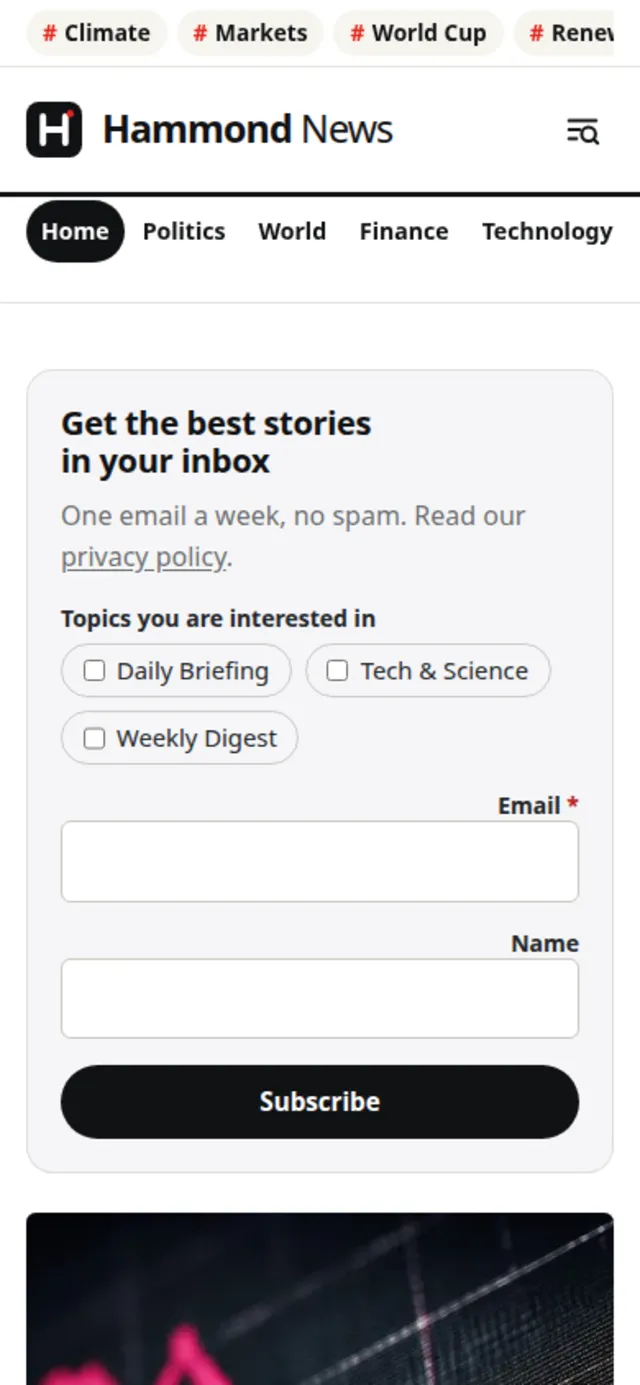 # Climate # Markets # World Cup # Renew
H Hammond News
Home Politics World Finance Technology
Get the best stories
in your inbox
One email a week, no spam. Read our
privacy policy.
Topics you are interested in
Daily Briefing Tech & Science
Weekly Digest
Email *
Name
Subscribe